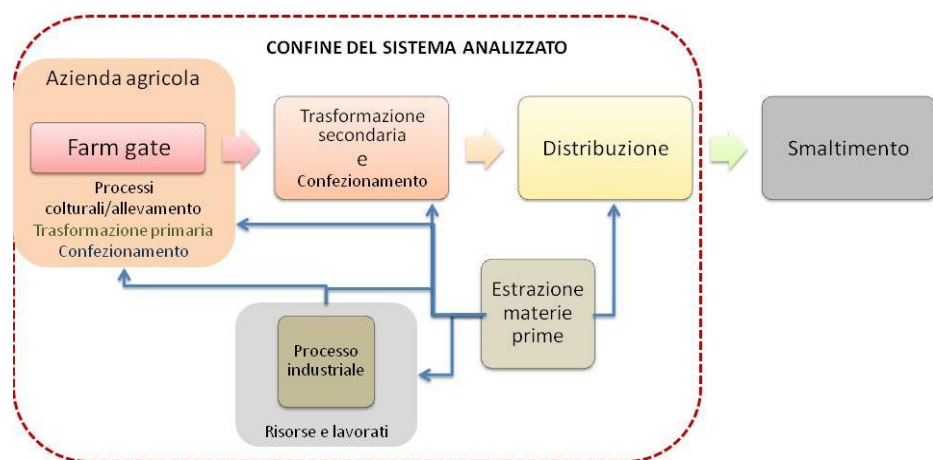 CONFINE DEL SISTEMA ANALIZZATO
Azienda agricola
Farm gate
Processi
colturali/allevamento
Trasformazione primaria
Confezionamento
Trasformazione
secondaria
e
Confezionamento
Distribuzione
Smaltimento
Estrazione
materie
prime
Processo
industriale
Risorse e lavorati